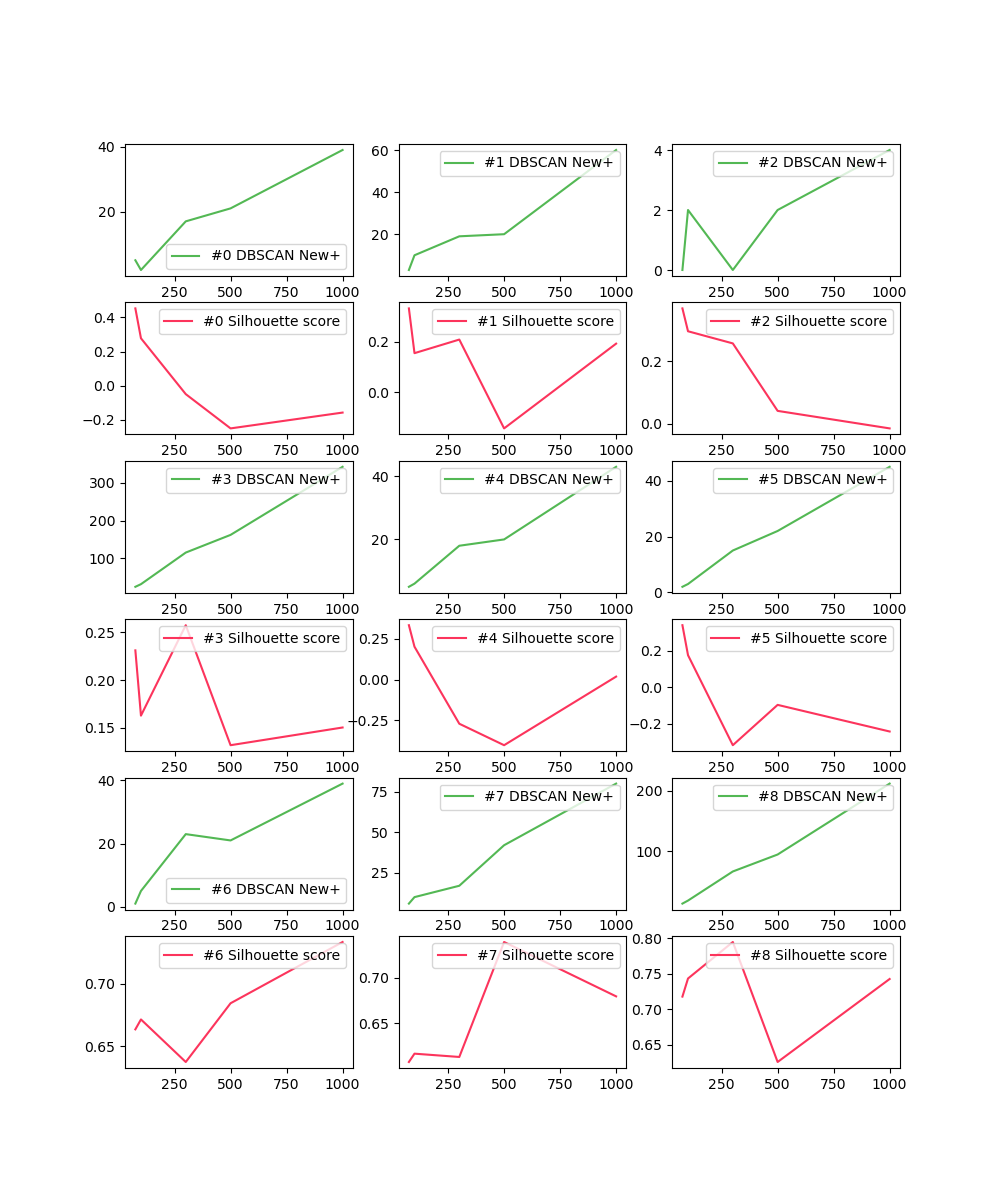 40 60 4
#0 DBSCAN New+ #1 DBSCAN New+ #2 DBSCAN New+
20 40 2
20 0
250 500 750 1000 250 500 750 1000 250 500 750 1000
0.4 #0 Silhouette score #1 Silhouette score #2 Silhouette score
0.2 0.2 0.2
0.0 0.0 0.0
−0.2
250 500 750 1000 250 500 750 1000 250 500 750 1000
300 #3 DBSCAN New+ 40 #4 DBSCAN New+ 40 #5 DBSCAN New+
200 20 20
100 0
250 500 750 1000 250 500 750 1000 250 500 750 1000
0.25 #3 Silhouette score 0.25 #4 Silhouette score #5 Silhouette score
0.20 0.00 0.2
0.15 −0.25 0.0
−0.2
250 500 750 1000 250 500 750 1000 250 500 750 1000
40 75 #7 DBSCAN New+ 200 #8 DBSCAN New+
20 50 100
#6 DBSCAN New+ 25
0
250 500 750 1000 250 500 750 1000 250 500 750 1000
#6 Silhouette score #7 Silhouette score 0.80 #8 Silhouette score
0.70 0.70 0.75
0.65 0.65 0.70
0.65
250 500 750 1000 250 500 750 1000 250 500 750 1000